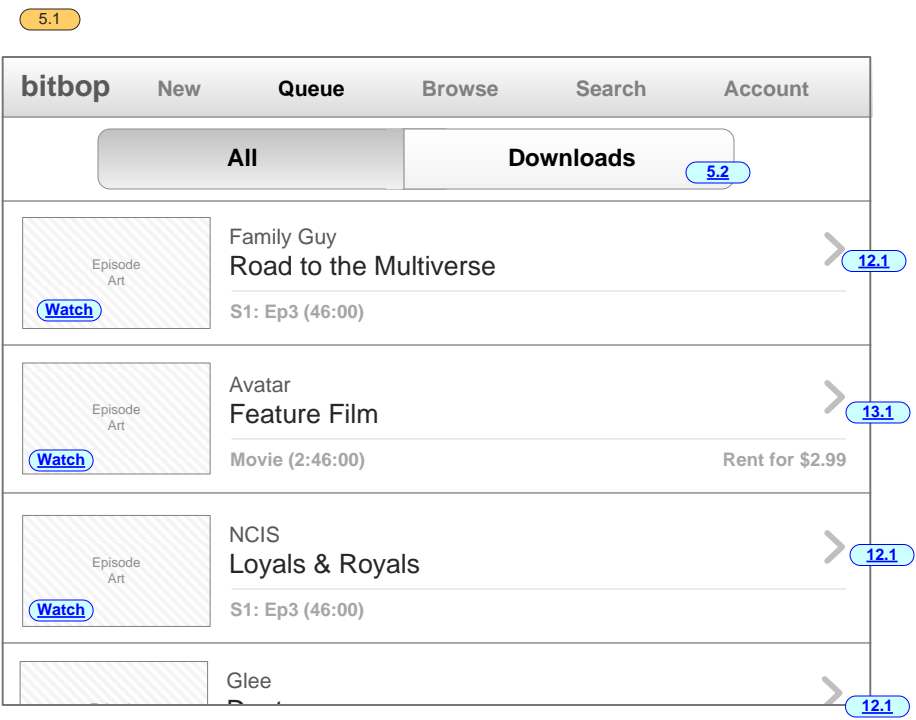 5.1
bitbop New Queue Browse Search Account
All Downloads
5.2
Family Guy
Road to the Multiverse
12.1
Episode
Art
Watch
S1: Ep3 (46:00)
Avatar
Feature Film
13.1
Episode
Art
Watch
Movie (2:46:00) Rent for $2.99
NCIS
Loyals & Royals
12.1
Episode
Art
Watch
S1: Ep3 (46:00)
Glee
12.1